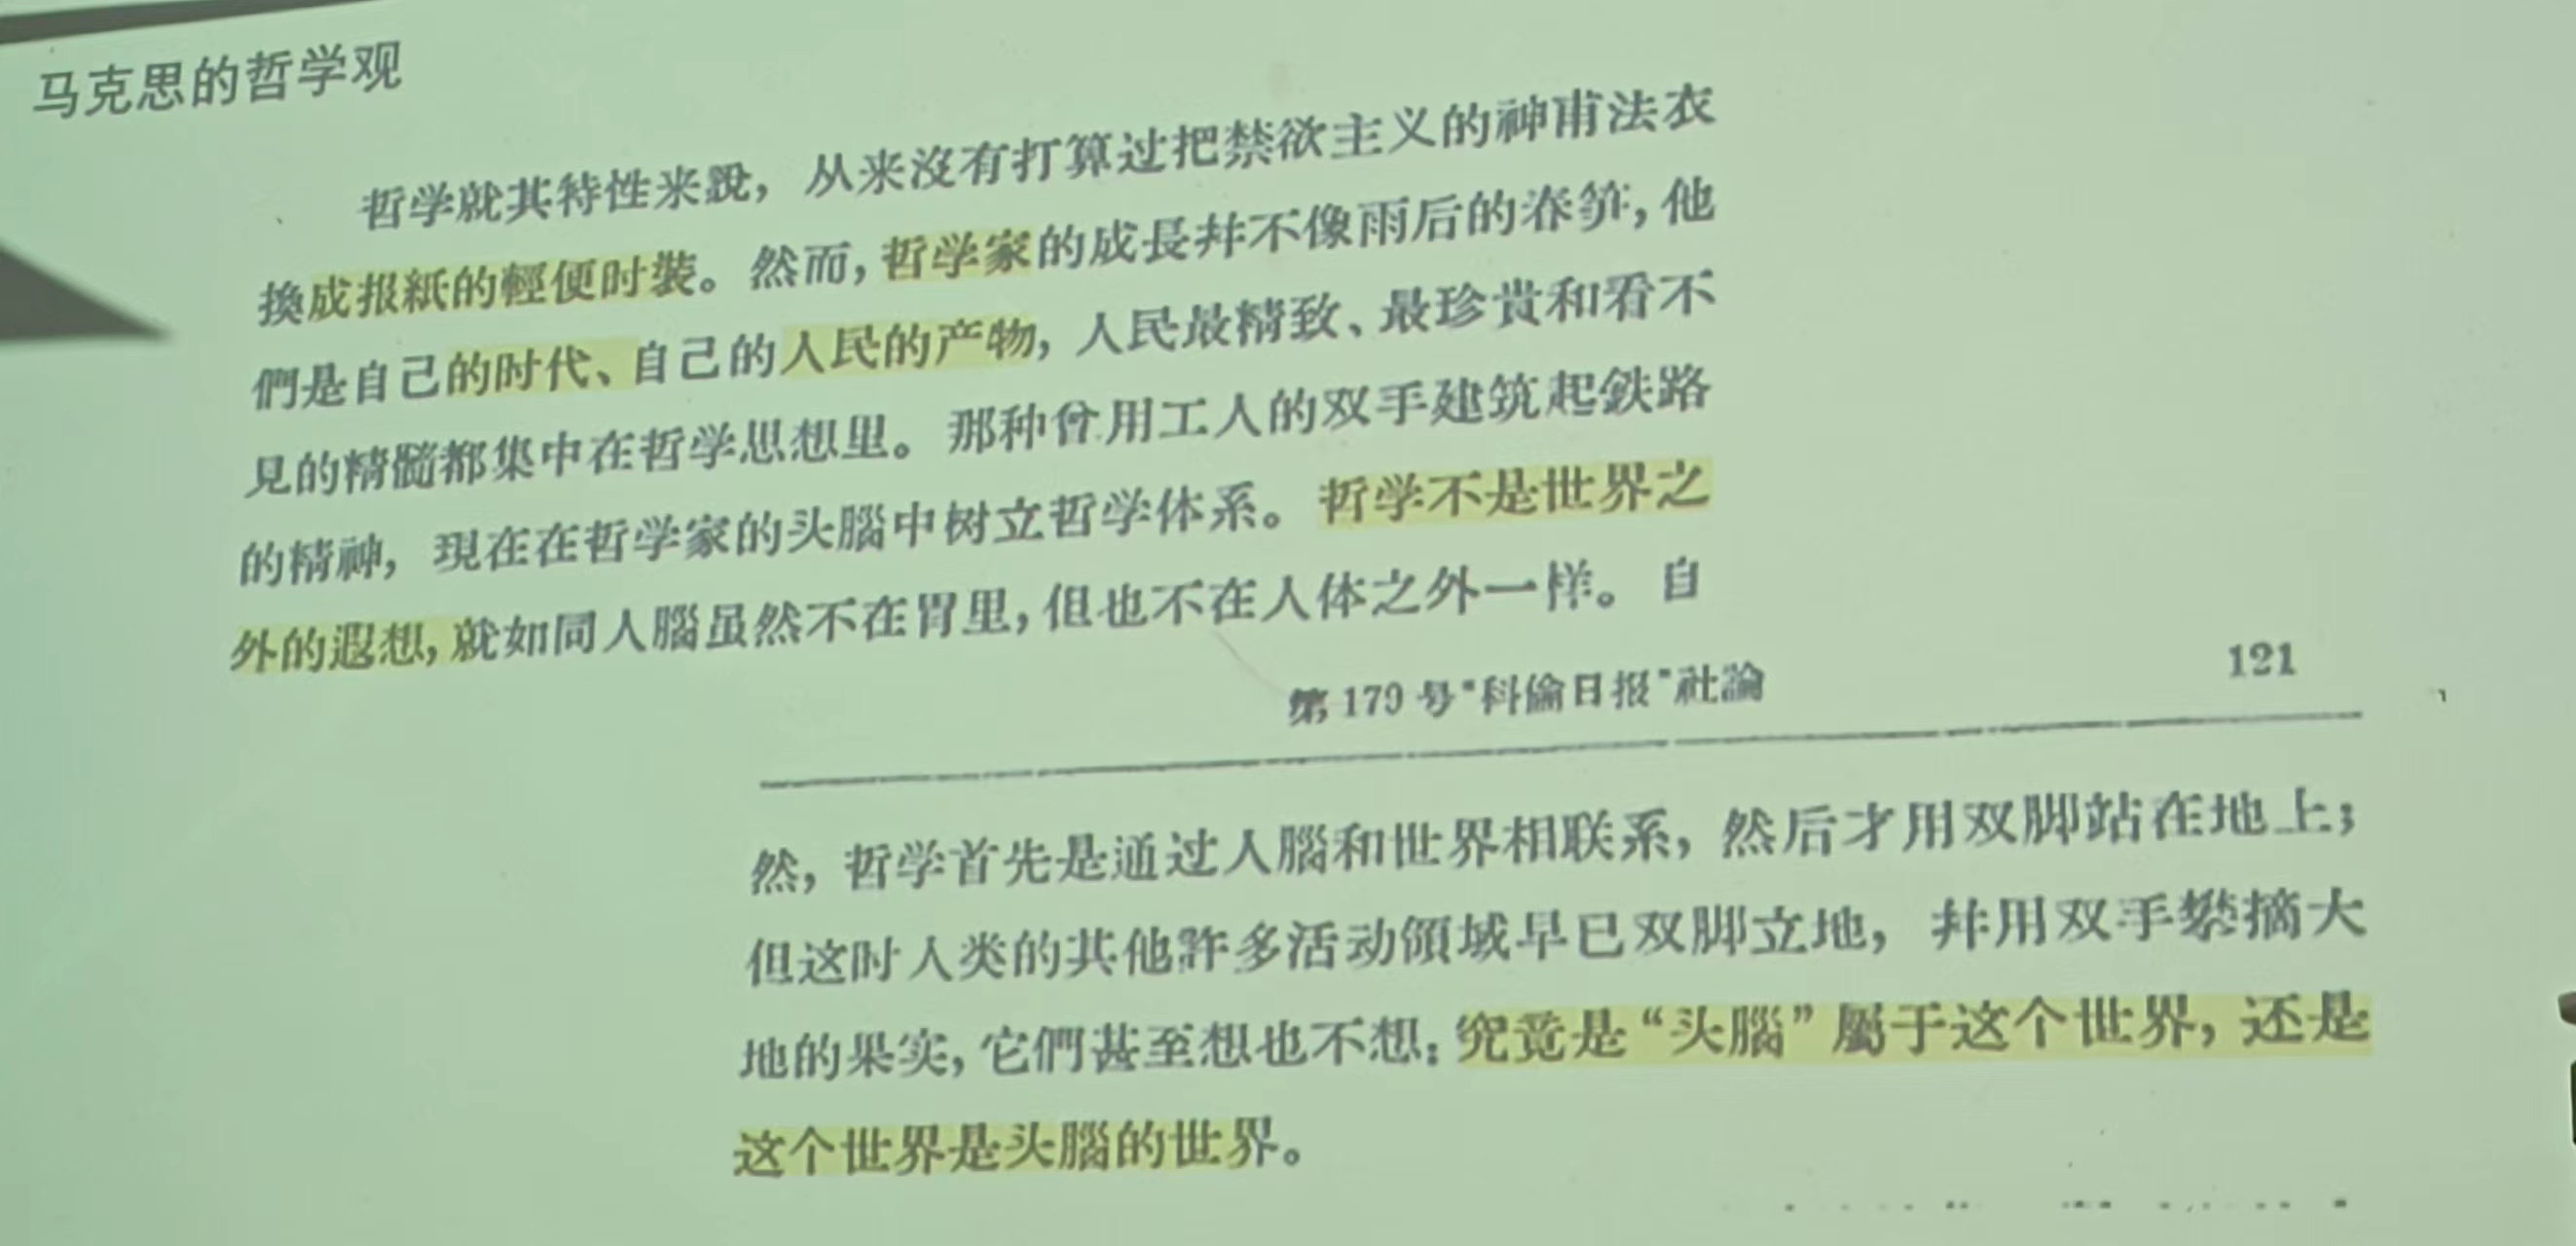 马克思的哲学观
哲学就其特性来說，从来沒有打算过把禁欲主义的神甫法衣
換成报紙的輕便时裝。然而，哲学家的成長幷不像雨后的春笋，他
們是自己的时代、自己的人民的产物，人民最精致、最珍貴和看不
見的精髓都集中在哲学思想里。那种曾用工人的双手建筑起鉄路
的精神，現在在哲学家的头腦中树立哲学体系。哲学不是世界之
外的遐想，就如同人腦虽然不在胃里，但也不在人体之外一样。自
第179号“科倫日报”社論
121
然，哲学首先是通过人腦和世界相联系，然后才用双脚站在地上；
但这时人类的其他許多活动領域早已双脚立地，幷用双手攀摘大
地的果实，它們甚至想也不想：究竟是“头腦”屬于这个世界，还是
这个世界是头腦的世界。